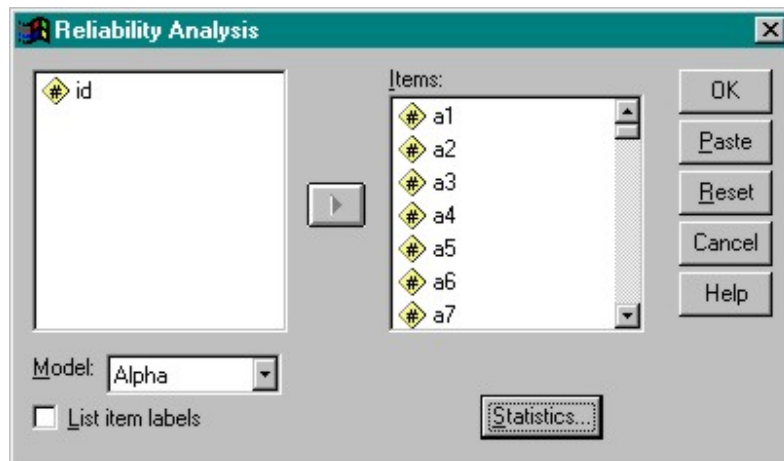 Reliability Analysis
id
Items:
# a1
# a2
# a3
# a4
# a5
# a6
# a7
OK
Paste
Reset
Cancel
Help
Model: Alpha
List item labels
Statistics...